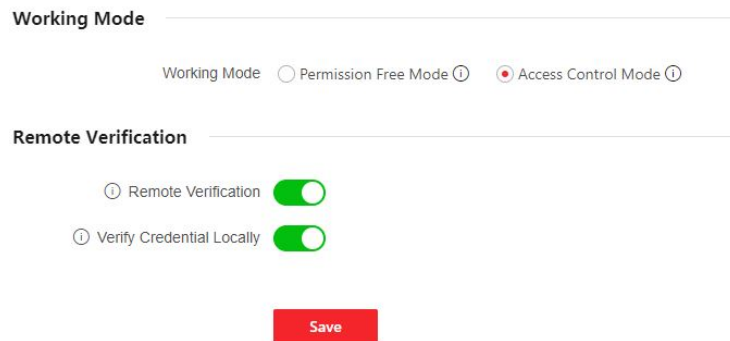 Working Mode
Working Mode Permission Free Mode Access Control Mode
Remote Verification
Remote Verification
Verify Credential Locally
Save